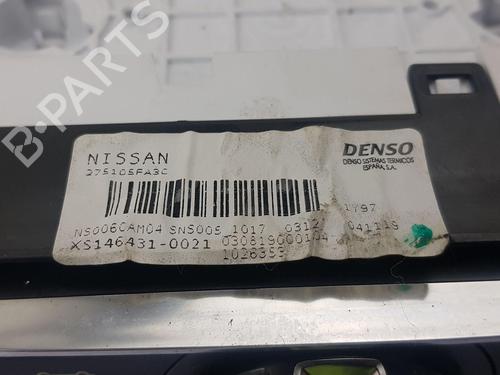 B-PARTS
NISSAN
275105FA3C
DENSO
DENSO SISTEMAS TERMICOS
ESPAÑA, S.A.
1797
NS006CAM04 SNS005 1017 0312 041119
XS146431-0021 030819000104
1026355